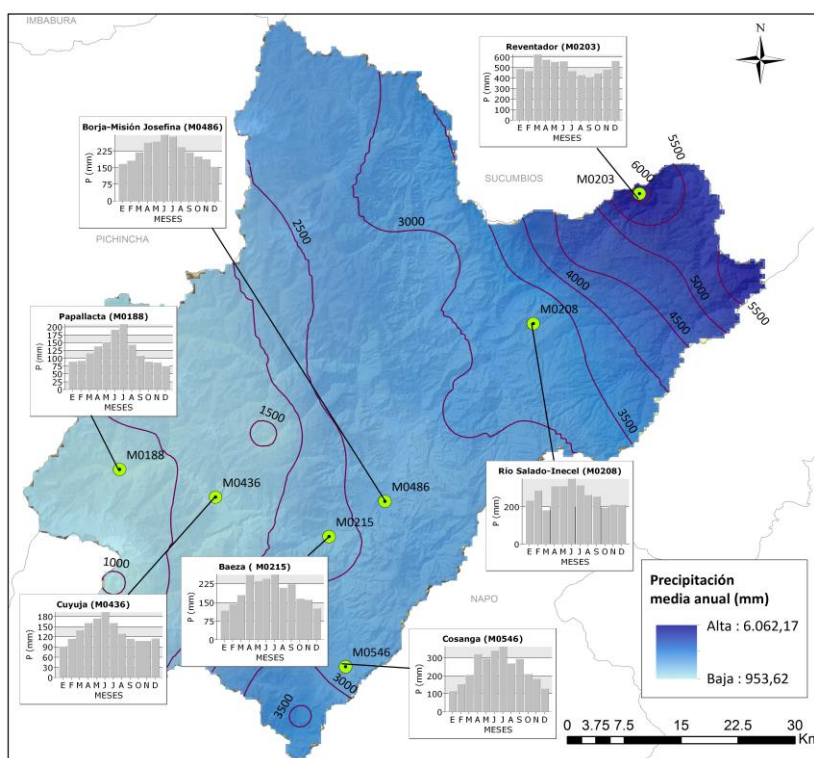 IMBABURA
N
Reventador (M0203)
600
500
400
300
200
100
0
P (mm)
E F M A M J J A S O N D
MESES
Borja-Misión Josefina (M0486)
225
150
75
0
P (mm)
E F M A M J J A S O N D
MESES
SUCUMBIOS
M0203
6000
5500
PICHINCHA
2500
3000
4000
5000
4500
5500
3500
M0208
Papallacta (M0188)
200
175
150
125
100
75
50
25
0
P (mm)
E F M A M J J A S O N D
MESES
1500
M0188
M0436
M0486
M0215
Río Salado-Inecel (M0208)
200
0
P (mm)
E F M A M J J A S O N D
MESES
1000
Baeza ( M0215)
225
150
75
0
P (mm)
E F M A M J J A S O N D
MESES
NAPO
Cuyuja (M0436)
180
150
120
90
60
30
0
P (mm)
E F M A M J J A S O N D
MESES
M0546
3000
3500
Cosanga (M0546)
300
200
100
0
P (mm)
E F M A M J J A S O N D
MESES
Precipitación
media anual (mm)
Alta : 6.062,17
Baja : 953,62
0 3.75 7.5 15 22.5 30
Km